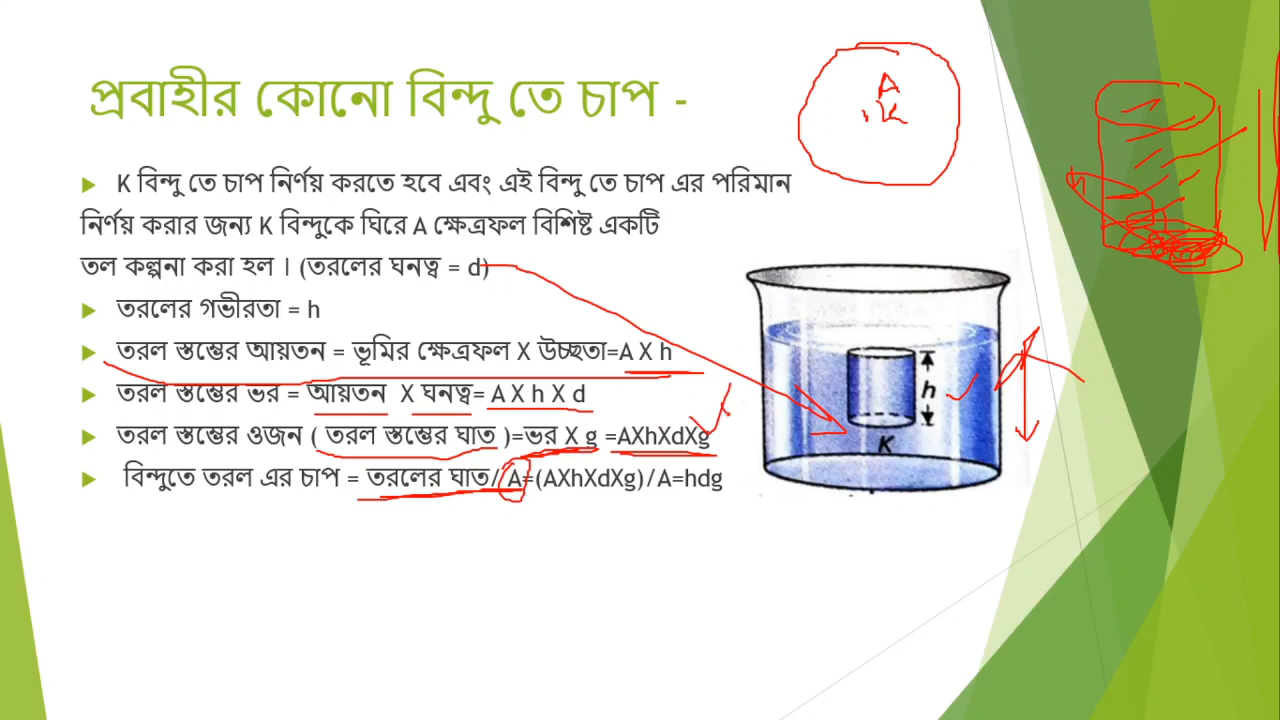 প্রবাহীর কোনো বিন্দু তে চাপ -
K বিন্দু তে চাপ নির্ণয় করতে হবে এবং এই বিন্দু তে চাপ এর পরিমান
নির্ণয় করার জন্য K বিন্দুকে ঘিরে A ক্ষেত্রফল বিশিষ্ট একটি
তল কল্পনা করা হল । (তরলের ঘনত্ব = d)
তরলের গভীরতা = h
তরল স্তম্ভের আয়তন = ভূমির ক্ষেত্রফল X উচ্ছতা=A X h
তরল স্তম্ভের ভর = আয়তন X ঘনত্ব= A X h X d
তরল স্তম্ভের ওজন ( তরল স্তম্ভের ঘাত )=ভর X g =AXhXdXg
বিন্দুতে তরল এর চাপ = তরলের ঘাত/ A=(AXhXdXg)/A=hdg
A
K
h
h
K